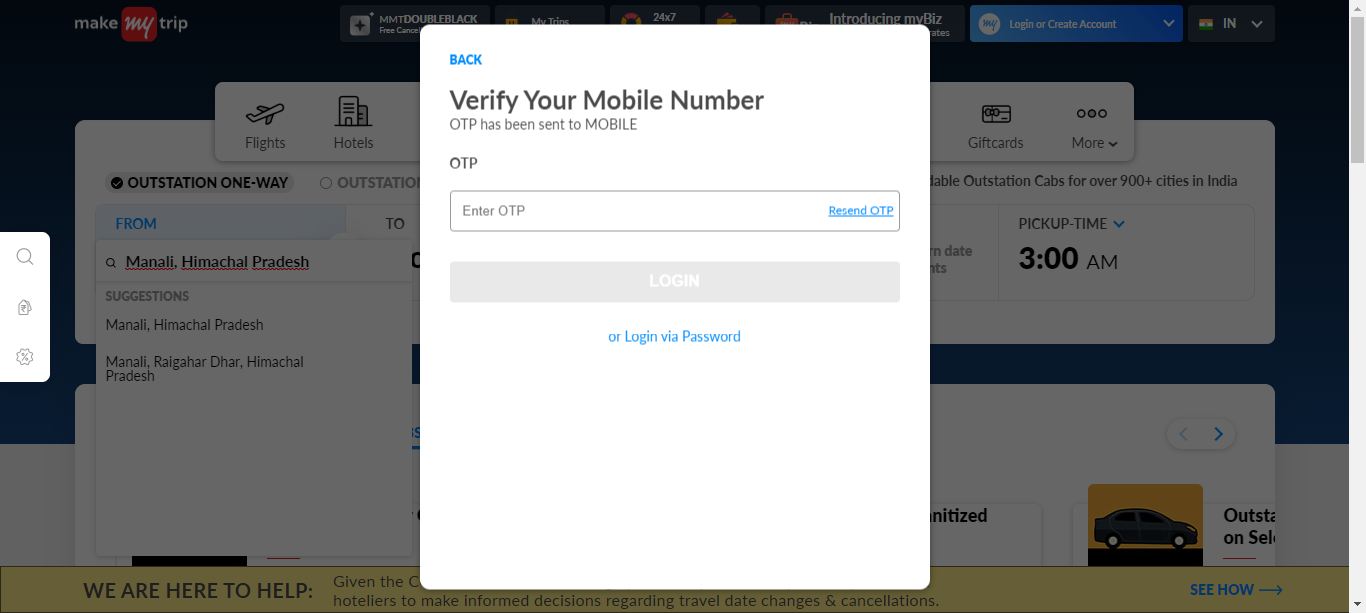 make my trip
MMTDOUBLEBLACK
Free Cancel
My Trips
24x7
Introducing myBiz
my
Login or Create Account
IN
BACK
Verify Your Mobile Number
OTP has been sent to MOBILE
OTP
Enter OTP
Resend OTP
LOGIN
or Login via Password
Flights
Hotels
Giftcards
More
OUTSTATION ONE-WAY
OUTSTATION
dable Outstation Cabs for over 900+ cities in India
FROM
TO
PICKUP-TIME
3:00 AM
Manali, Himachal Pradesh
SUGGESTIONS
Manali, Himachal Pradesh
Manali, Raigahar Dhar, Himachal
Pradesh
rn date
nts
nitized
Outsta
on Sele
WE ARE HERE TO HELP:
Given the C
hoteliers to make informed decisions regarding travel date changes & cancellations.
SEE HOW